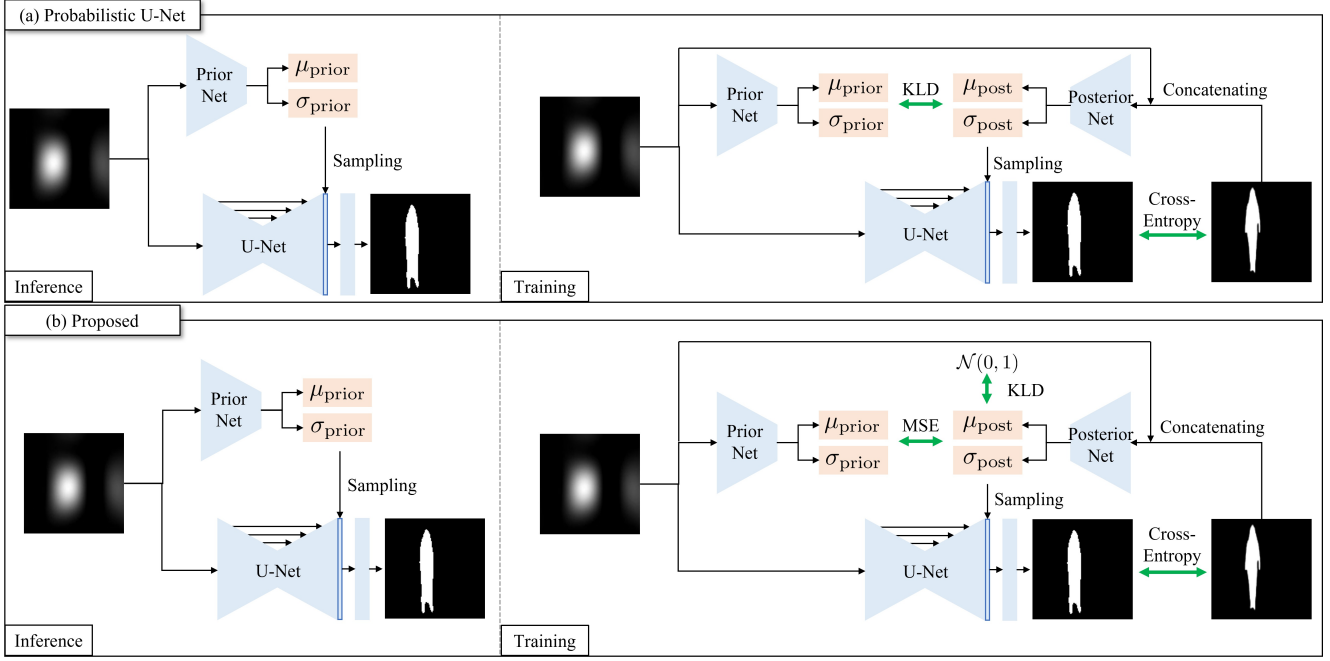 (a) Probabilistic U-Net
Prior
Net
μprior
σprior
Sampling
U-Net
Inference
Prior
Net
μprior
σprior
KLD
μpost
σpost
Posterior
Net
Concatenating
Sampling
U-Net
Cross-
Entropy
Training
(b) Proposed
Prior
Net
μprior
σprior
Sampling
U-Net
Inference
𝒩(0, 1)
KLD
Prior
Net
μprior
σprior
MSE
μpost
σpost
Posterior
Net
Concatenating
Sampling
U-Net
Cross-
Entropy
Training